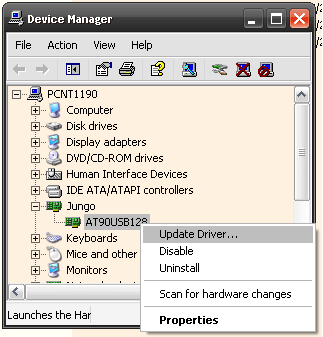 Device Manager
File Action View Help
PCNT1190
Computer
Disk drives
Display adapters
DVD/CD-ROM drives
Human Interface Devices
IDE ATA/ATAPI controllers
Jungo
AT90USB128
Keyboards
Mice and other
Monitors
Update Driver...
Disable
Uninstall
Scan for hardware changes
Properties
Launches the Har